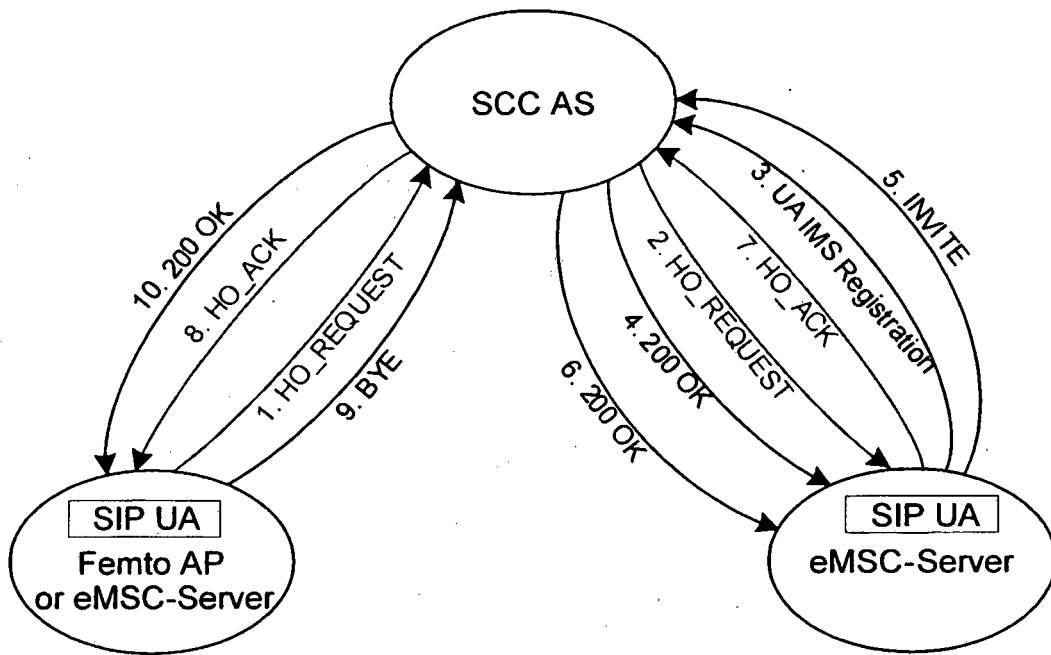 SCC AS
10. 200 OK
8. HO_ACK
1. HO_REQUEST
9. BYE
6. 200 OK
4. 200 OK
2. HO_REQUEST
7. HO_ACK
3. UA IMS Registration
5. INVITE
SIP UA
Femto AP
or eMSC-Server
SIP UA
eMSC-Server